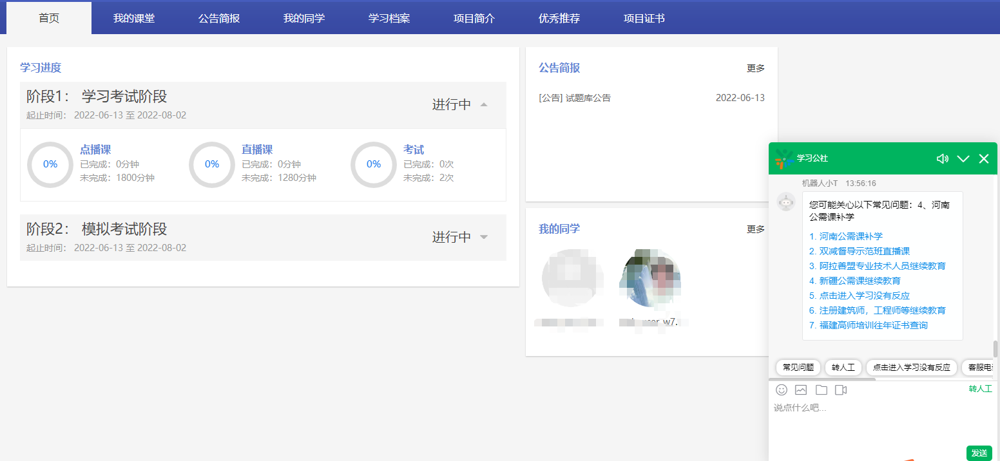 首页 我的课堂 公告简报 我的同学 学习档案 项目简介 优秀推荐 项目证书
学习进度
阶段1： 学习考试阶段
起止时间： 2022-06-13 至 2022-08-02
进行中
0%
点播课
已完成：0分钟
未完成：1800分钟
0%
直播课
已完成：0分钟
未完成：1280分钟
0%
考试
已完成：0次
未完成：2次
阶段2： 模拟考试阶段
起止时间： 2022-06-13 至 2022-08-02
进行中
公告简报 更多
[公告] 试题库公告 2022-06-13
我的同学 更多
学习公社
机器人小T 13:56:16
您可能关心以下常见问题：4、河南
公需课补学
1. 河南公需课补学
2. 双减督导示范班直播课
3. 阿拉善盟专业技术人员继续教育
4. 新疆公需课继续教育
5. 点击进入学习没有反应
6. 注册建筑师，工程师等继续教育
7. 福建高师培训往年证书查询
常见问题 转人工 点击进入学习没有反应 客服电
转人工
说点什么吧...
发送